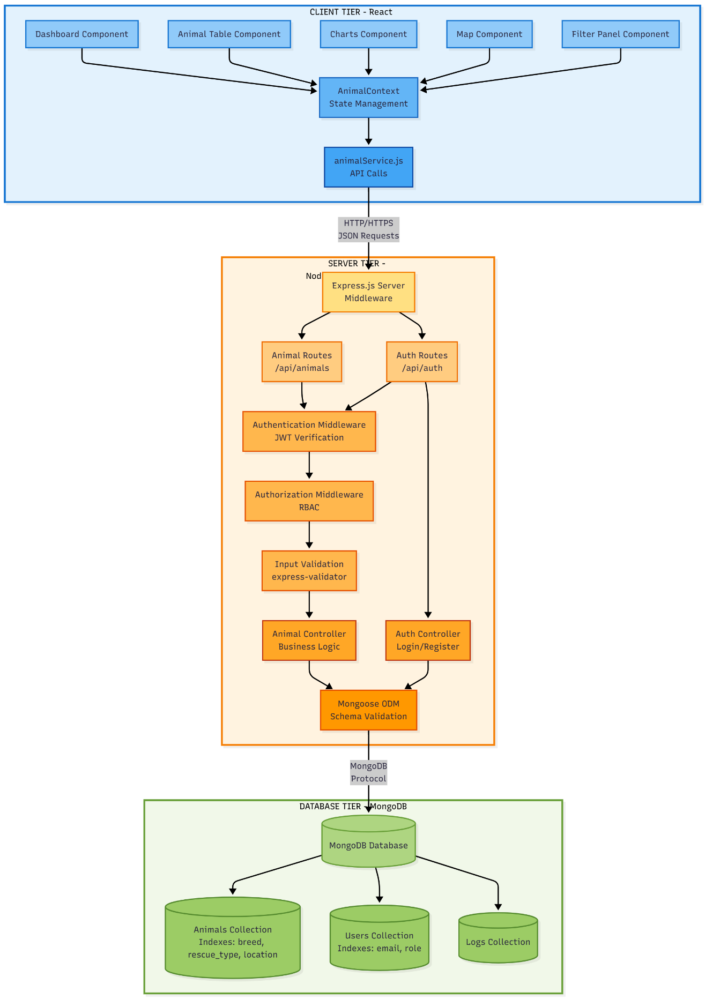 CLIENT TIER - React
Dashboard Component
Animal Table Component
Charts Component
Map Component
Filter Panel Component
AnimalContext
State Management
animalService.js
API Calls
HTTP/HTTPS
JSON Requests
SERVER TIER -
Nod
Express.js Server
Middleware
Animal Routes
/api/animals
Auth Routes
/api/auth
Authentication Middleware
JWT Verification
Authorization Middleware
RBAC
Input Validation
express-validator
Animal Controller
Business Logic
Auth Controller
Login/Register
Mongoose ODM
Schema Validation
MongoDB
Protocol
DATABASE TIER - MongoDB
MongoDB Database
Animals Collection
Indexes: breed,
rescue_type, location
Users Collection
Indexes: email, role
Logs Collection